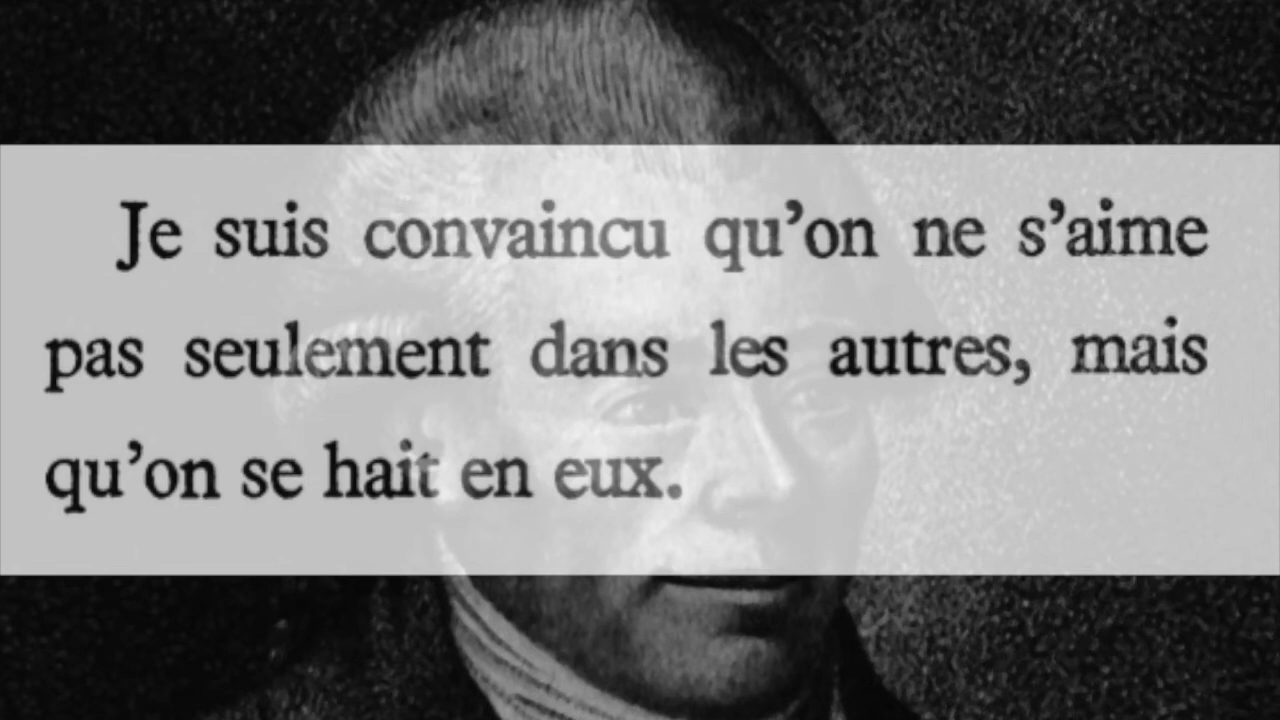 Je suis convaincu qu’on ne s’aime
pas seulement dans les autres, mais
qu’on se hait en eux.